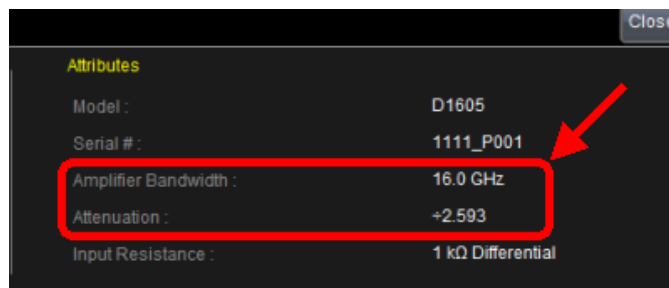 Close
Attributes
Model : D1605
Serial # : 1111_P001
Amplifier Bandwidth : 16.0 GHz
Attenuation : ÷2.593
Input Resistance : 1 kΩ Differential